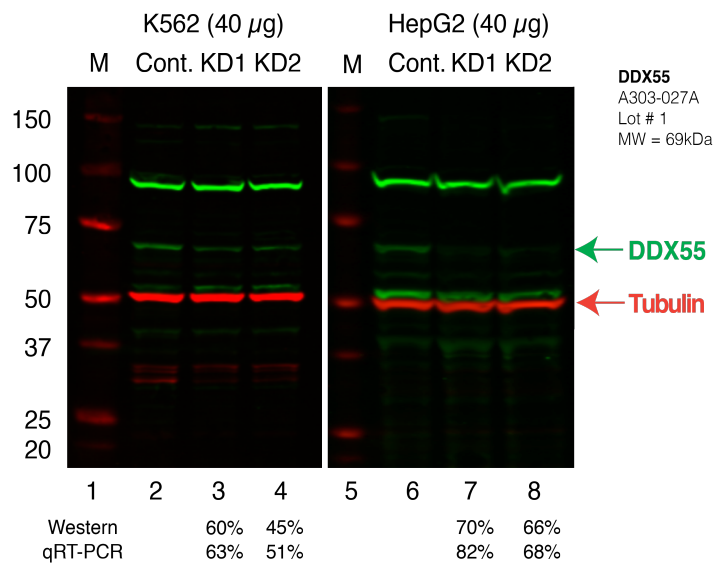 K562 (40 µg) HepG2 (40 µg)
M Cont. KD1 KD2 M Cont. KD1 KD2
DDX55
A303-027A
Lot # 1
MW = 69kDa
150
100
75
DDX55
50
Tubulin
37
25
20
1 2 3 4 5 6 7 8
Western 60% 45% 70% 66%
qRT-PCR 63% 51% 82% 68%